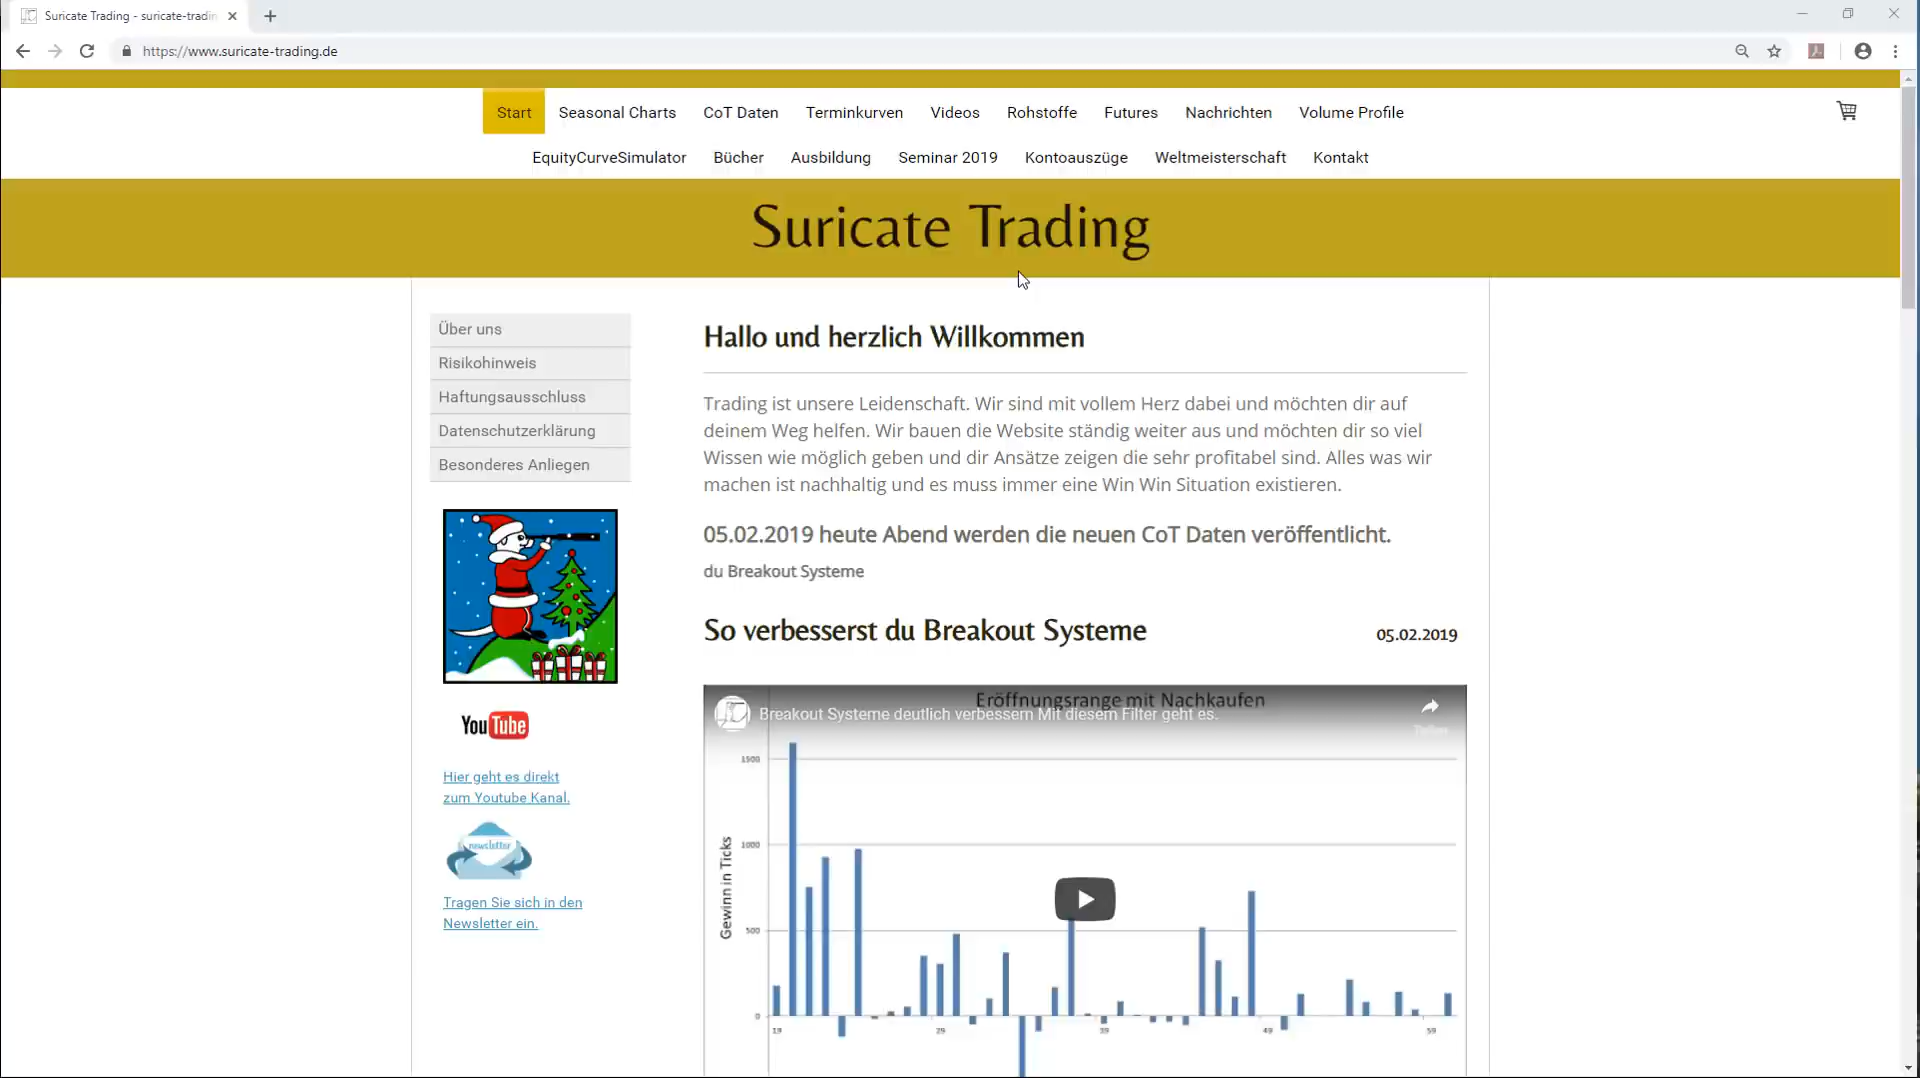 Suricate Trading - suricate-tradin
https://www.suricate-trading.de
Start Seasonal Charts CoT Daten Terminkurven Videos Rohstoffe Futures Nachrichten Volume Profile
EquityCurveSimulator Bücher Ausbildung Seminar 2019 Kontoauszüge Weltmeisterschaft Kontakt
Suricate Trading
Über uns
Risikohinweis
Haftungsausschluss
Datenschutzerklärung
Besonderes Anliegen
You Tube
Hier geht es direkt
zum Youtube Kanal.
newsletter
Tragen Sie sich in den
Newsletter ein.
Hallo und herzlich Willkommen
Trading ist unsere Leidenschaft. Wir sind mit vollem Herz dabei und möchten dir auf
deinem Weg helfen. Wir bauen die Website ständig weiter aus und möchten dir so viel
Wissen wie möglich geben und dir Ansätze zeigen die sehr profitabel sind. Alles was wir
machen ist nachhaltig und es muss immer eine Win Win Situation existieren.
05.02.2019 heute Abend werden die neuen CoT Daten veröffentlicht.
du Breakout Systeme
So verbesserst du Breakout Systeme 05.02.2019
Eröffnungsrange mit Nachkaufen
Breakout Systeme deutlich verbessern Mit diesem Filter geht es.
Teilen
1500
1000
Gewinn in Ticks
500
0
19 29 39 49 59